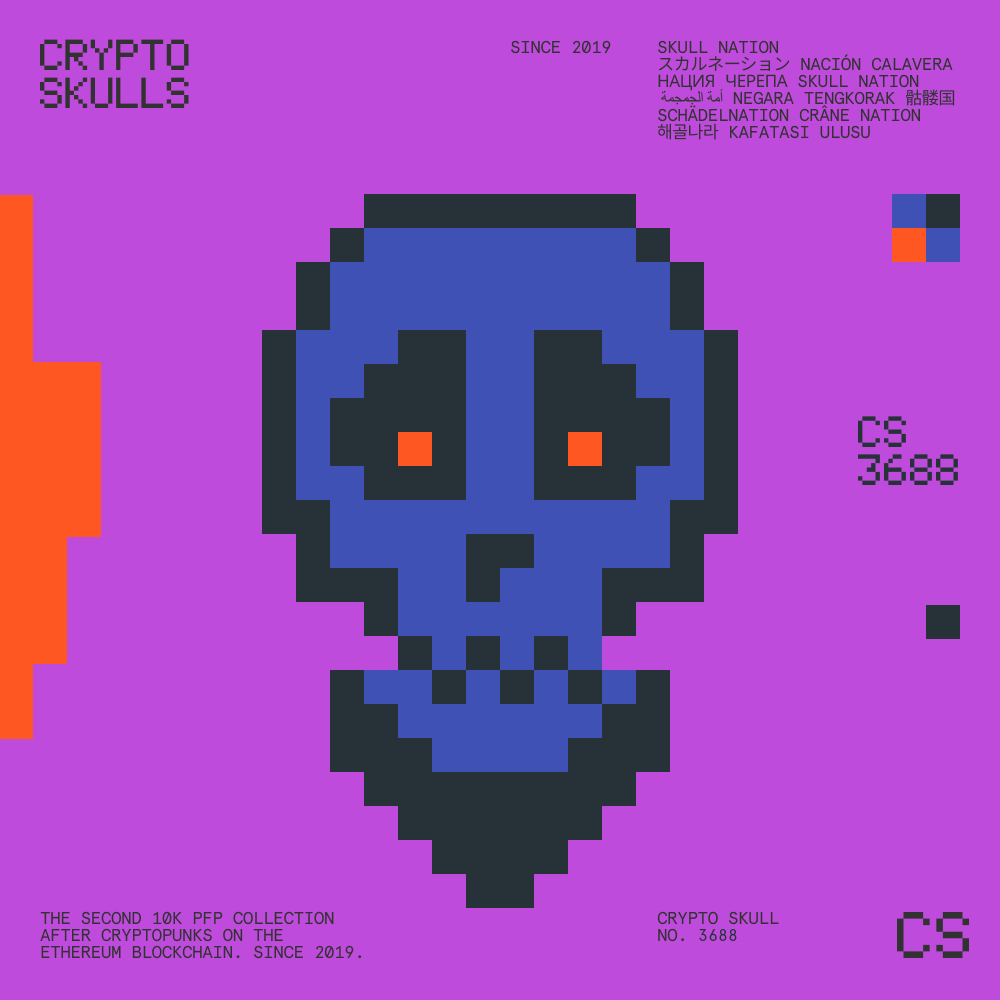 CRYPTO
SKULLS
SINCE 2019
SKULL NATION
スカルネーション NACIÓN CALAVERA
НАЦИЯ ЧЕРЕПА SKULL NATION
أمة الجمجمة NEGARA TENGKORAK 骷髅国
SCHÄDELNATION CRÂNE NATION
해골나라 KAFATASI ULUSU
CS
3688
THE SECOND 10K PFP COLLECTION
AFTER CRYPTOPUNKS ON THE
ETHEREUM BLOCKCHAIN. SINCE 2019.
CRYPTO SKULL
NO. 3688
CS